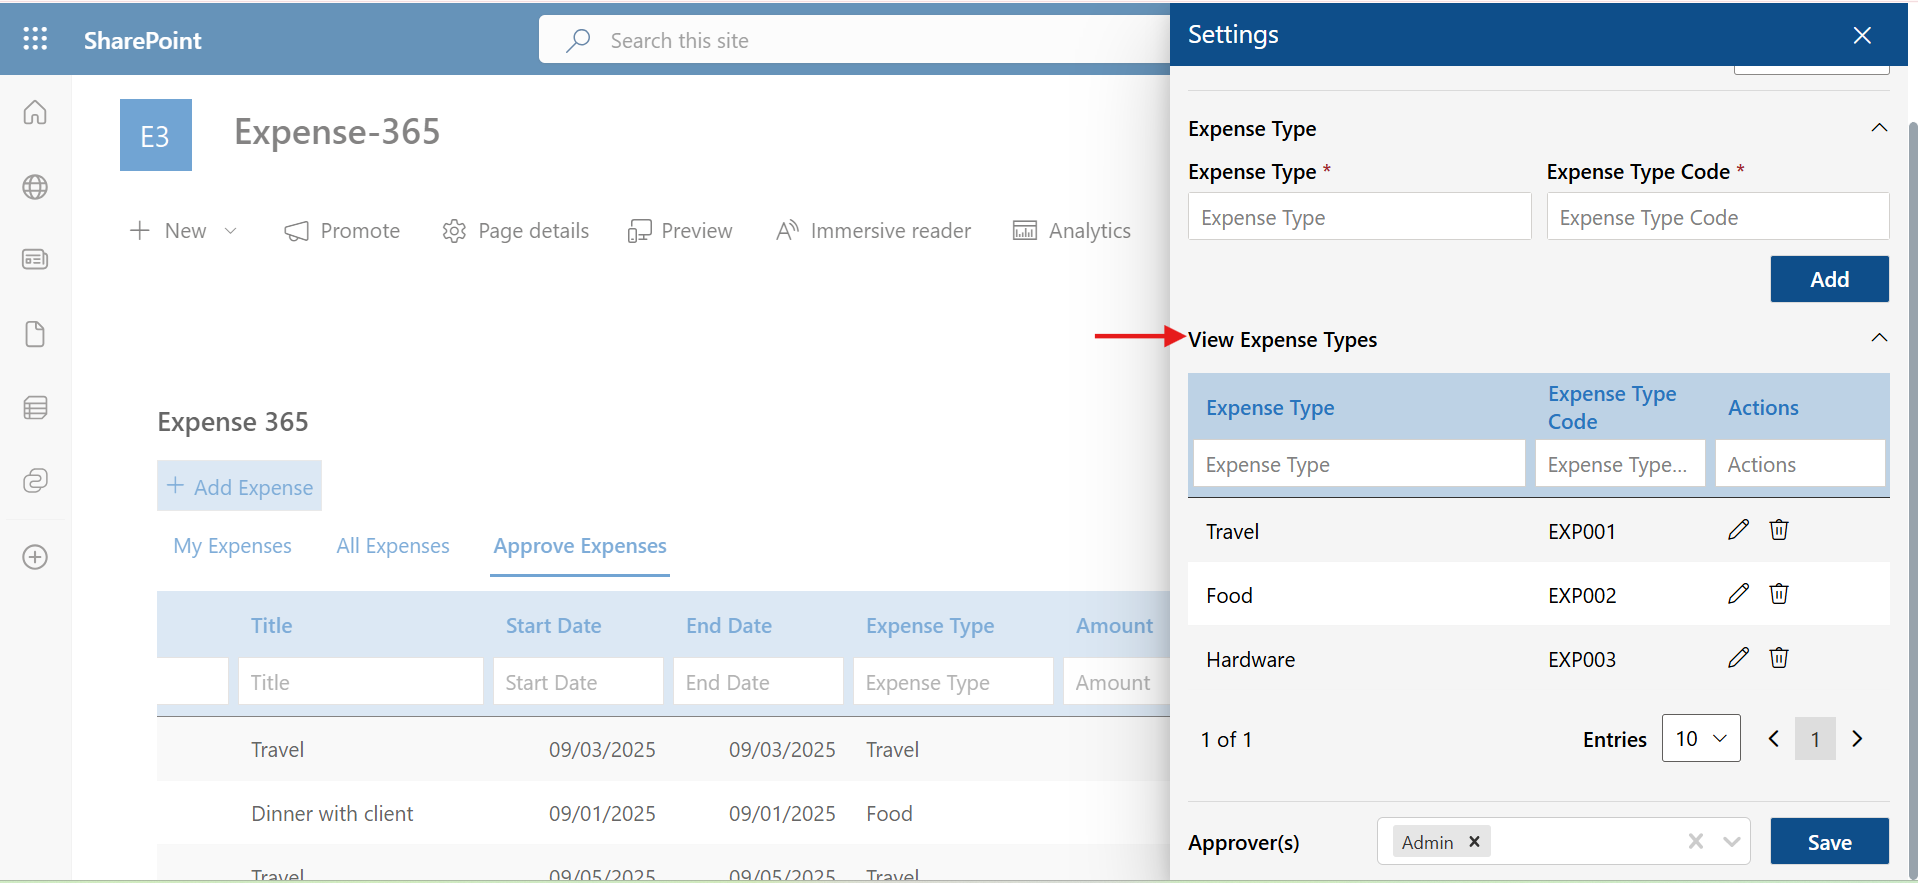 SharePoint
Search this site
Settings
E3
Expense-365
New
Promote
Page details
Preview
Immersive reader
Analytics
Expense 365
+ Add Expense
My Expenses
All Expenses
Approve Expenses
Title Start Date End Date Expense Type Amount
Title Start Date End Date Expense Type Amount
Travel 09/03/2025 09/03/2025 Travel
Dinner with client 09/01/2025 09/01/2025 Food
Travel 09/05/2025 09/05/2025 Travel
Expense Type
Expense Type * Expense Type Code *
Expense Type Expense Type Code
Add
View Expense Types
Expense Type Expense Type Code Actions
Expense Type Expense Type... Actions
Travel EXP001
Food EXP002
Hardware EXP003
1 of 1 Entries 10 1
Approver(s) Admin Save